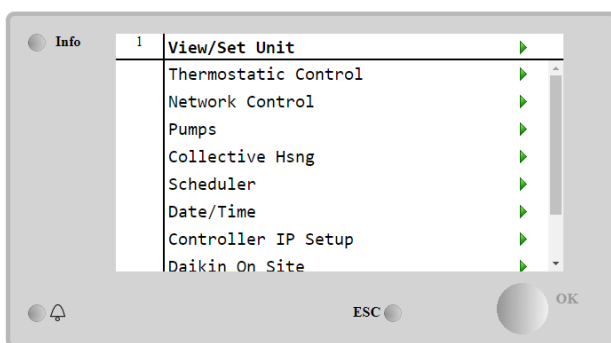 Info
1 View/Set Unit
Thermostatic Control
Network Control
Pumps
Collective Hsng
Scheduler
Date/Time
Controller IP Setup
Daikin On Site
ESC
OK